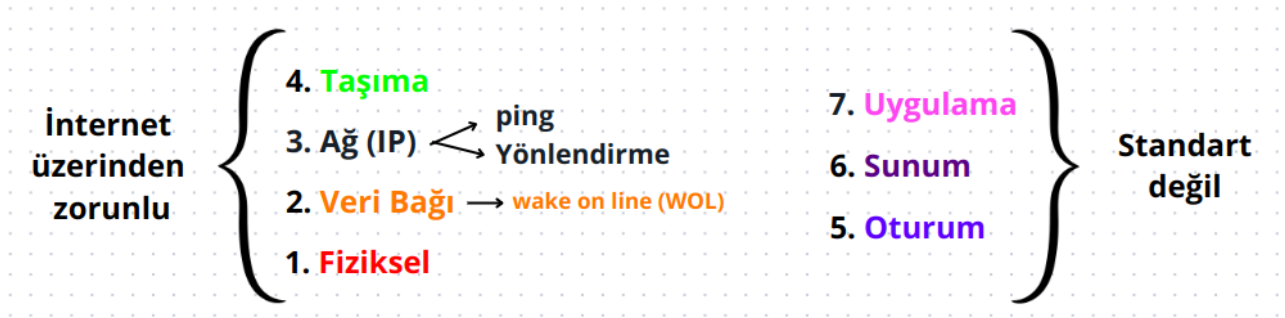 İnternet
üzerinden
zorunlu
4. Taşıma
3. Ağ (IP)
ping
Yönlendirme
2. Veri Bağı
wake on line (WOL)
1. Fiziksel
7. Uygulama
6. Sunum
5. Oturum
Standart
değil